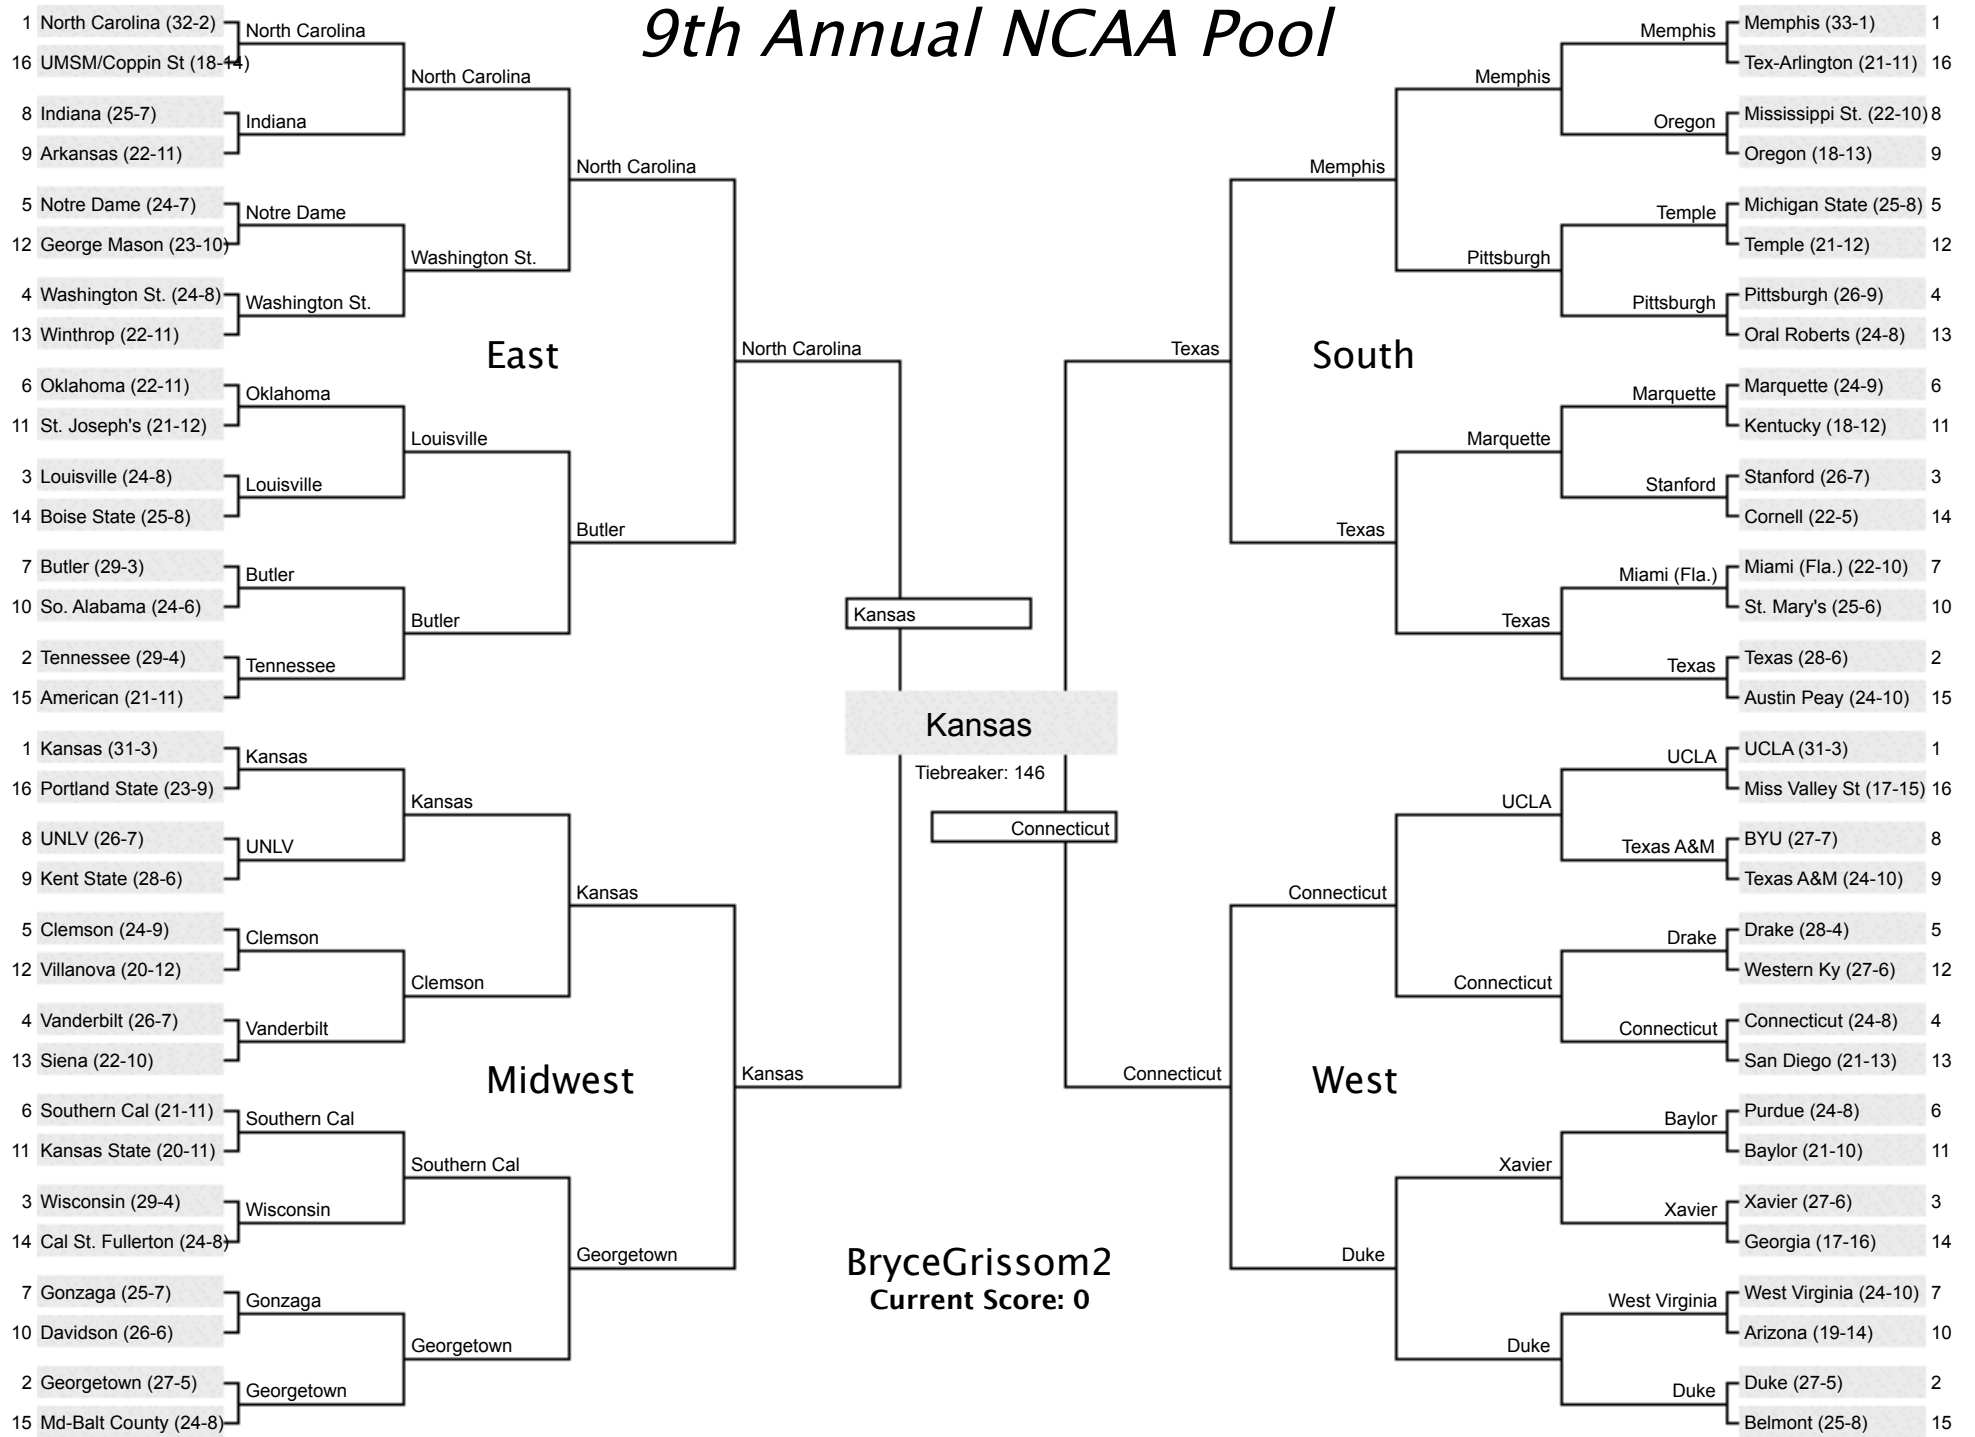 9th Annual NCAA Pool
1 North Carolina (32-2)
16 UMSM/Coppin St (18-14)
8 Indiana (25-7)
9 Arkansas (22-11)
5 Notre Dame (24-7)
12 George Mason (23-10)
4 Washington St. (24-8)
13 Winthrop (22-11)
6 Oklahoma (22-11)
11 St. Joseph's (21-12)
3 Louisville (24-8)
14 Boise State (25-8)
7 Butler (29-3)
10 So. Alabama (24-6)
2 Tennessee (29-4)
15 American (21-11)
North Carolina
Indiana
Notre Dame
Washington St.
Oklahoma
Louisville
Butler
Tennessee
North Carolina
Washington St.
Louisville
Butler
North Carolina
Butler
East
North Carolina
1 Kansas (31-3)
16 Portland State (23-9)
8 UNLV (26-7)
9 Kent State (28-6)
5 Clemson (24-9)
12 Villanova (20-12)
4 Vanderbilt (26-7)
13 Siena (22-10)
6 Southern Cal (21-11)
11 Kansas State (20-11)
3 Wisconsin (29-4)
14 Cal St. Fullerton (24-8)
7 Gonzaga (25-7)
10 Davidson (26-6)
2 Georgetown (27-5)
15 Md-Balt County (24-8)
Kansas
UNLV
Clemson
Vanderbilt
Southern Cal
Wisconsin
Gonzaga
Georgetown
Kansas
Clemson
Southern Cal
Georgetown
Kansas
Georgetown
Midwest
Kansas
Kansas
Kansas
Tiebreaker: 146
Connecticut
BryceGrissom2
Current Score: 0
Texas
South
Memphis
Texas
Memphis
Pittsburgh
Marquette
Texas
Memphis
Oregon
Temple
Pittsburgh
Marquette
Stanford
Miami (Fla.)
Texas
Memphis (33-1) 1
Tex-Arlington (21-11) 16
Mississippi St. (22-10) 8
Oregon (18-13) 9
Michigan State (25-8) 5
Temple (21-12) 12
Pittsburgh (26-9) 4
Oral Roberts (24-8) 13
Marquette (24-9) 6
Kentucky (18-12) 11
Stanford (26-7) 3
Cornell (22-5) 14
Miami (Fla.) (22-10) 7
St. Mary's (25-6) 10
Texas (28-6) 2
Austin Peay (24-10) 15
Connecticut
West
Connecticut
Duke
UCLA
Connecticut
Xavier
Duke
UCLA
Texas A&M
Drake
Connecticut
Baylor
Xavier
West Virginia
Duke
UCLA (31-3) 1
Miss Valley St (17-15) 16
BYU (27-7) 8
Texas A&M (24-10) 9
Drake (28-4) 5
Western Ky (27-6) 12
Connecticut (24-8) 4
San Diego (21-13) 13
Purdue (24-8) 6
Baylor (21-10) 11
Xavier (27-6) 3
Georgia (17-16) 14
West Virginia (24-10) 7
Arizona (19-14) 10
Duke (27-5) 2
Belmont (25-8) 15